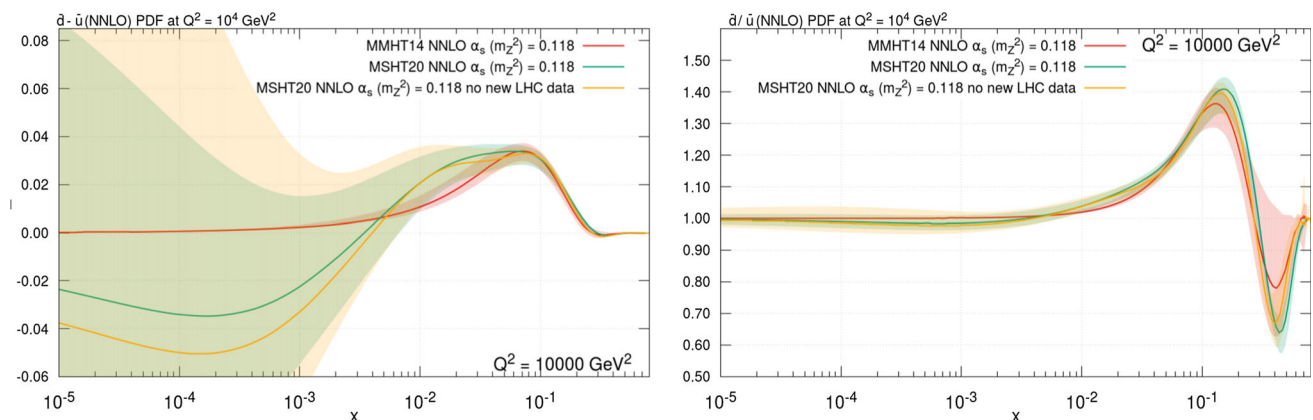 d̄ - ū(NNLO) PDF at Q² = 10⁴ GeV²
0.08
0.06
0.04
0.02
0.00
-0.02
-0.04
-0.06
MMHT14 NNLO αₛ (m_Z²) = 0.118
MSHT20 NNLO αₛ (m_Z²) = 0.118
MSHT20 NNLO αₛ (m_Z²) = 0.118 no new LHC data
Q² = 10000 GeV²
10⁻⁵ 10⁻⁴ 10⁻³ 10⁻² 10⁻¹
x
d̄/ ū(NNLO) PDF at Q² = 10⁴ GeV²
1.50
1.40
1.30
1.20
1.10
1.00
0.90
0.80
0.70
0.60
0.50
MMHT14 NNLO αₛ (m_Z²) = 0.118
Q² = 10000 GeV²
MSHT20 NNLO αₛ (m_Z²) = 0.118
MSHT20 NNLO αₛ (m_Z²) = 0.118 no new LHC data
10⁻⁵ 10⁻⁴ 10⁻³ 10⁻² 10⁻¹
x